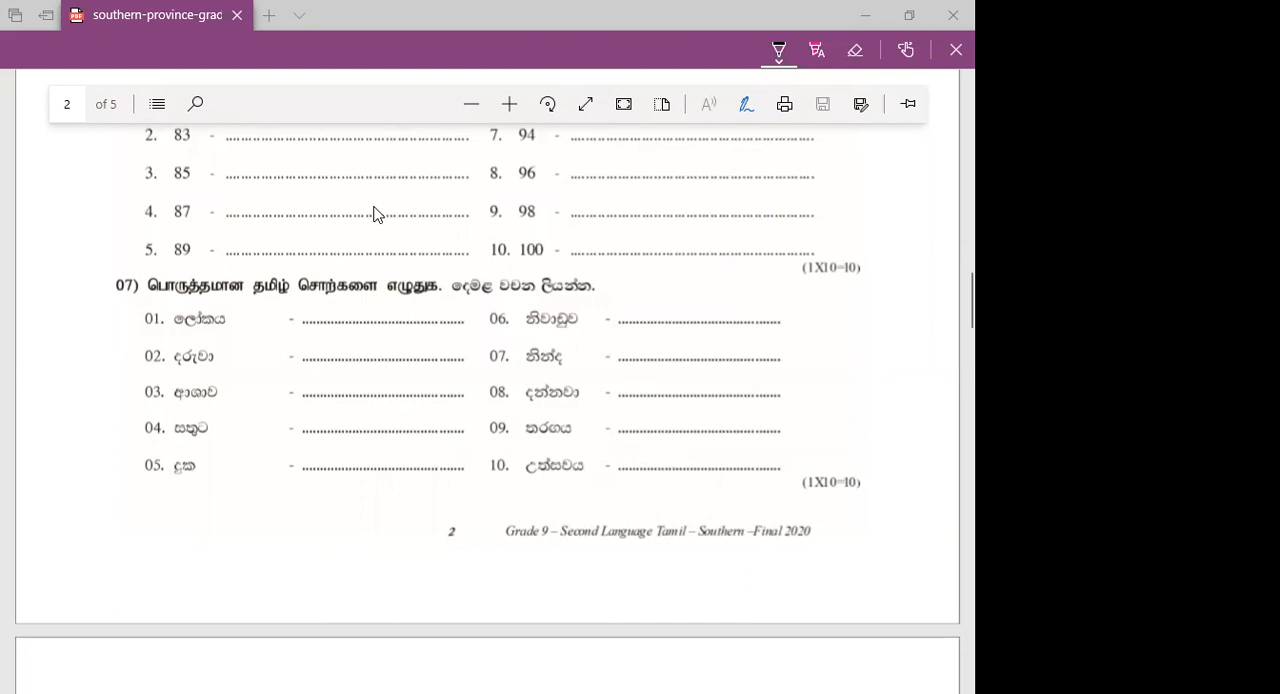 southern-province-grad
2 of 5
2. 83 - ........................................ 7. 94 - ........................................
3. 85 - ........................................ 8. 96 - ........................................
4. 87 - ........................................ 9. 98 - ........................................
5. 89 - ........................................ 10. 100 - ........................................
(1X10=10)
07) பொருத்தமான தமிழ் சொற்களை எழுதுக. දෙමළ වචන ලියන්න.
01. ලෝකය - ........................................ 06. නිවාඩුව - ........................................
02. දරුවා - ........................................ 07. නින්ද - ........................................
03. ආශාව - ........................................ 08. දන්නවා - ........................................
04. සතුට - ........................................ 09. තරඟය - ........................................
05. දුක - ........................................ 10. උත්සවය - ........................................
(1X10=10)
2 Grade 9 – Second Language Tamil – Southern –Final 2020